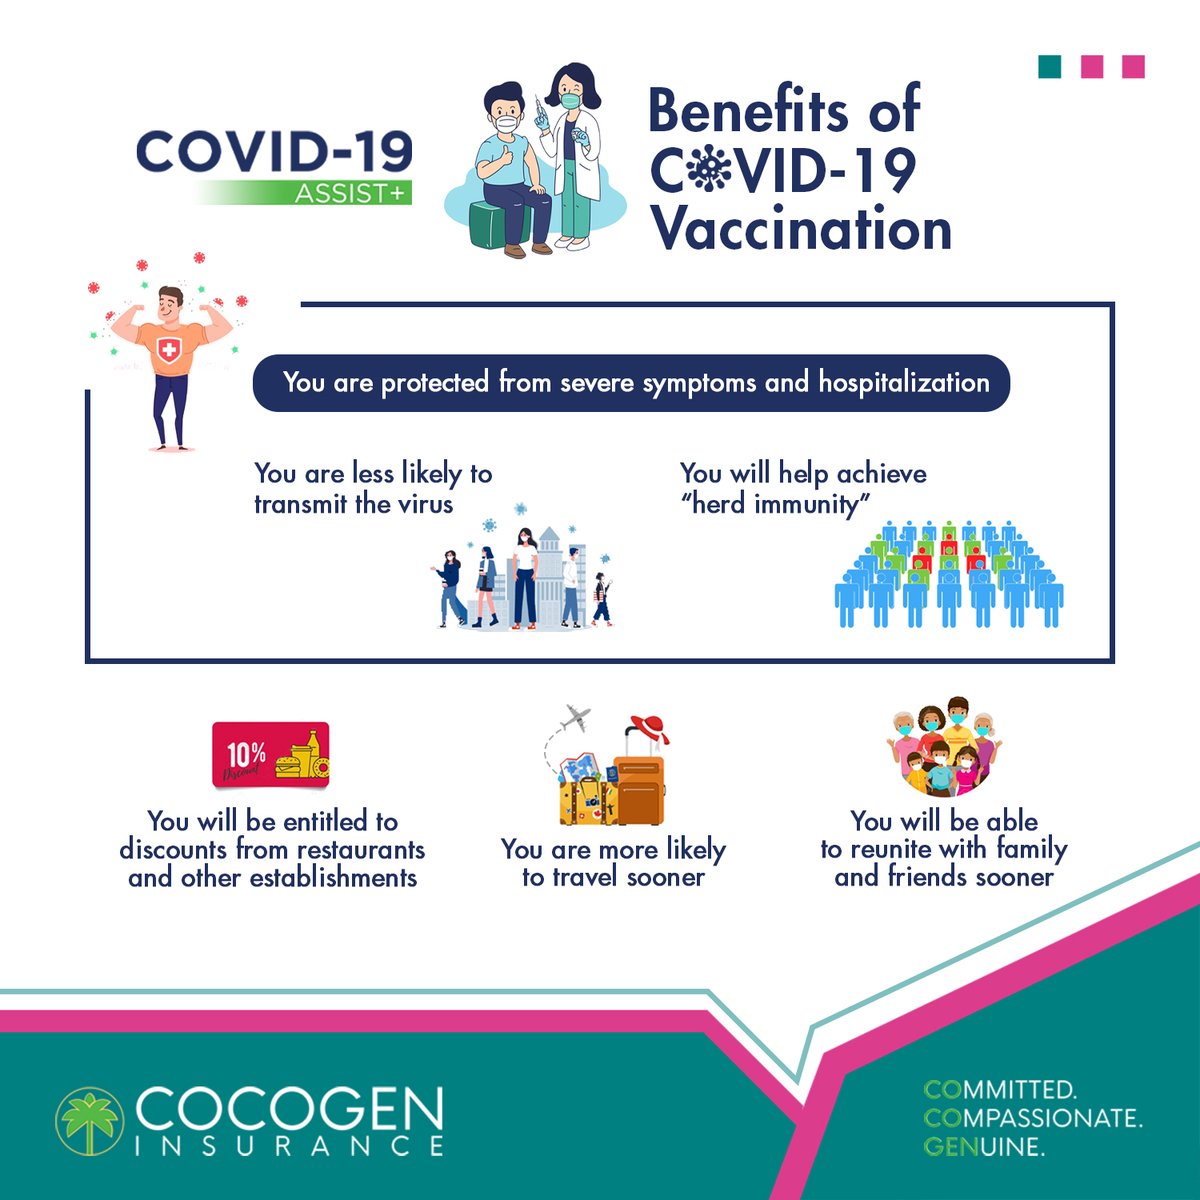 COVID-19
ASSIST+
Benefits of
COVID-19
Vaccination
You are protected from severe symptoms and hospitalization
You are less likely to
transmit the virus
You will help achieve
“herd immunity”
10%
Discount
You will be entitled to
discounts from restaurants
and other establishments
You are more likely
to travel sooner
You will be able
to reunite with family
and friends sooner
COCOGEN
INSURANCE
COMMITTED.
COMPASSIONATE.
GENUINE.